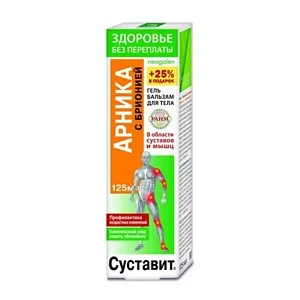 ЗДОРОВЬЕ
БЕЗ ПЕРЕПЛАТЫ
neogalen
+25%
В ПОДАРОК
АРНИКА
С БРИОНИЕЙ
ГЕЛЬ
БАЛЬЗАМ
ДЛЯ ТЕЛА
РАНМ
В области
суставов
и мышц
125мл
Профилактика
возрастных изменений
Суставит®